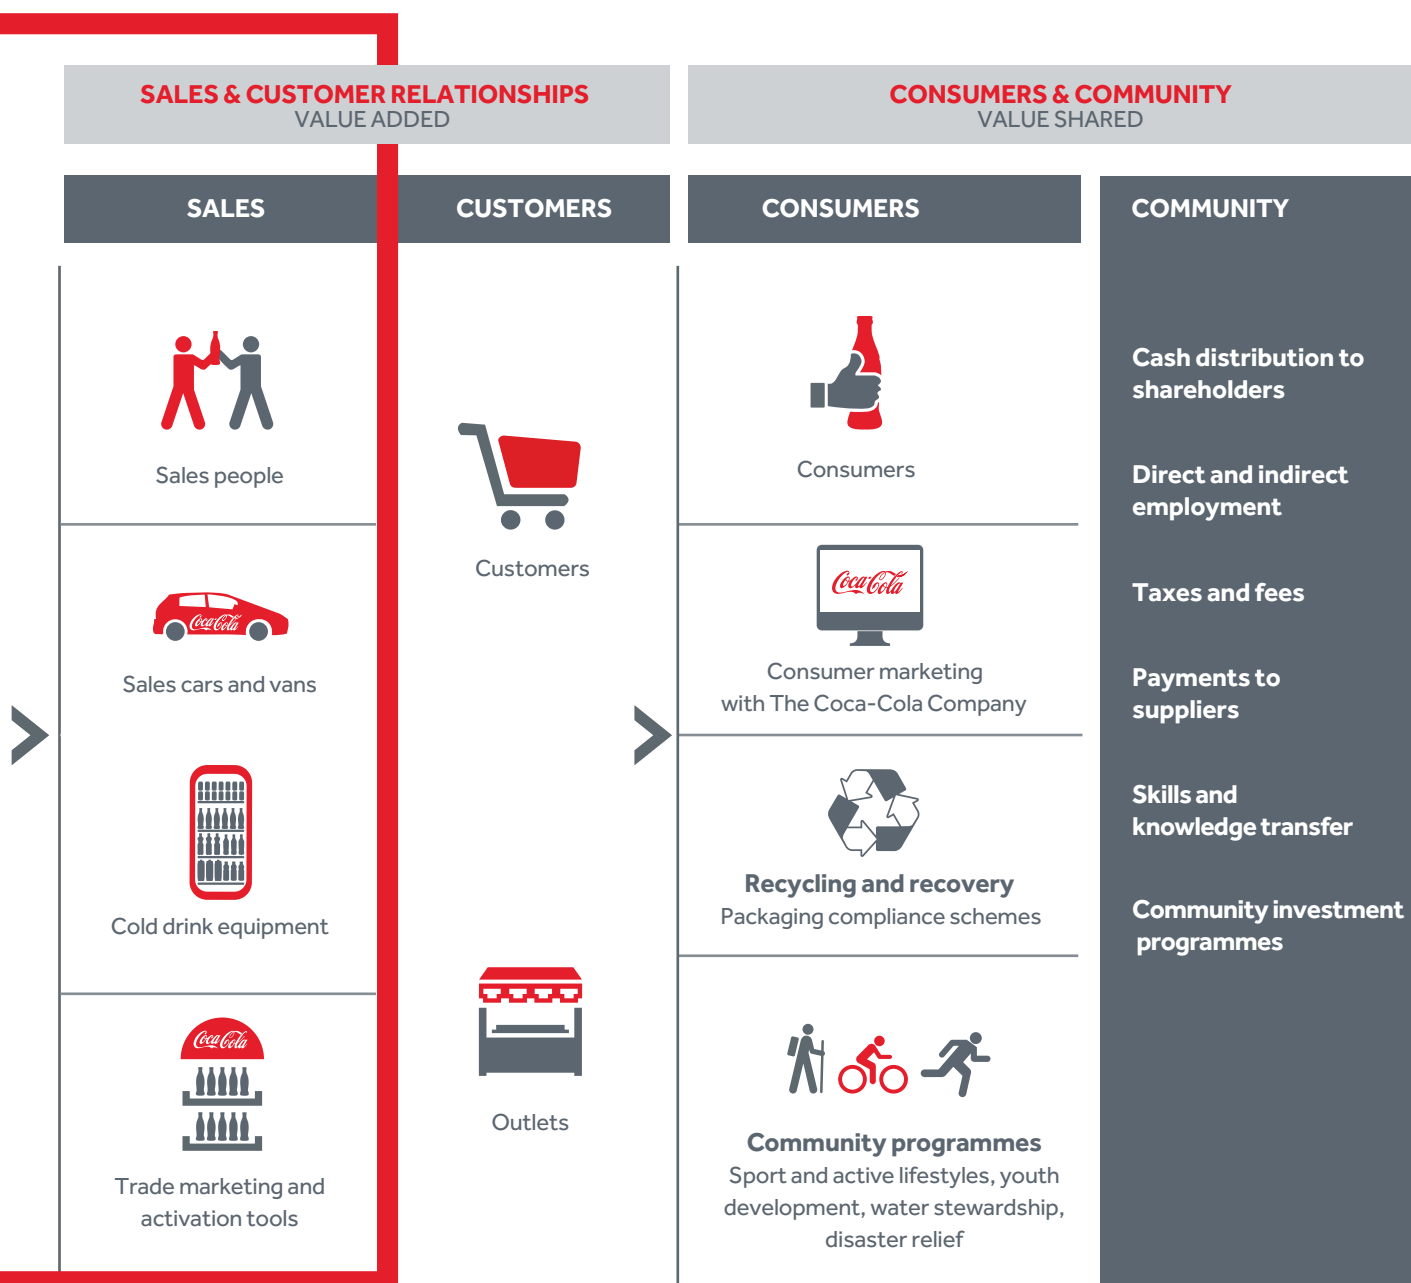 SALES & CUSTOMER RELATIONSHIPS
VALUE ADDED
CONSUMERS & COMMUNITY
VALUE SHARED
SALES
CUSTOMERS
CONSUMERS
COMMUNITY
Sales people
Coca-Cola
Sales cars and vans
Cold drink equipment
Coca-Cola
Trade marketing and
activation tools
Customers
Outlets
Consumers
Coca-Cola
Consumer marketing
with The Coca-Cola Company
Recycling and recovery
Packaging compliance schemes
Community programmes
Sport and active lifestyles, youth
development, water stewardship,
disaster relief
Cash distribution to
shareholders
Direct and indirect
employment
Taxes and fees
Payments to
suppliers
Skills and
knowledge transfer
Community investment
programmes